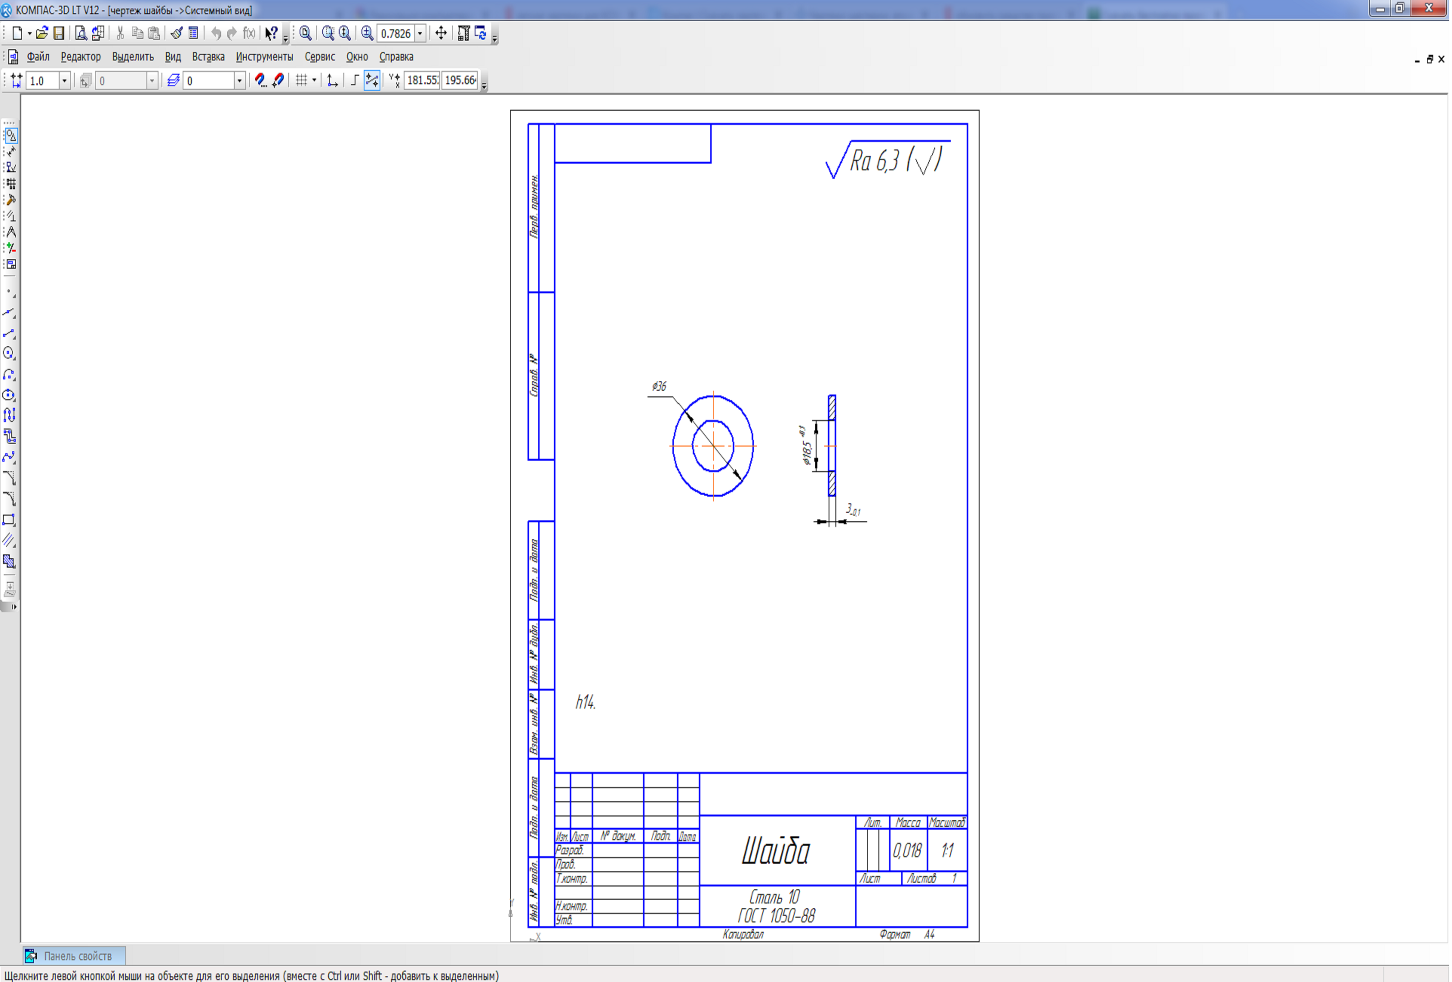 КОМПАС-3D LT V12 - [чертеж шайбы ->Системный вид]
0.7826
Файл Редактор Выделить Вид Вставка Инструменты Сервис Окно Справка
1.0 0 0 181.55 195.66
Ra 6,3 (√)
Перв. примен.
Справ. №
⌀36
⌀18,5
3-0,1
Подп. и дата
Инв. № дубл.
Взам. инв. №
Подп. и дата
Инв. № подл.
h14.
Изм. Лист № докум. Подп. Дата
Разраб.
Пров.
Т.контр.
Н.контр.
Утв.
Шайба
Лит. Масса Масштаб
0,018 1:1
Лист Листов 1
Сталь 10
ГОСТ 1050-88
Копировал Формат А4
Панель свойств
Щелкните левой кнопкой мыши на объекте для его выделения (вместе с Ctrl или Shift - добавить к выделенным)